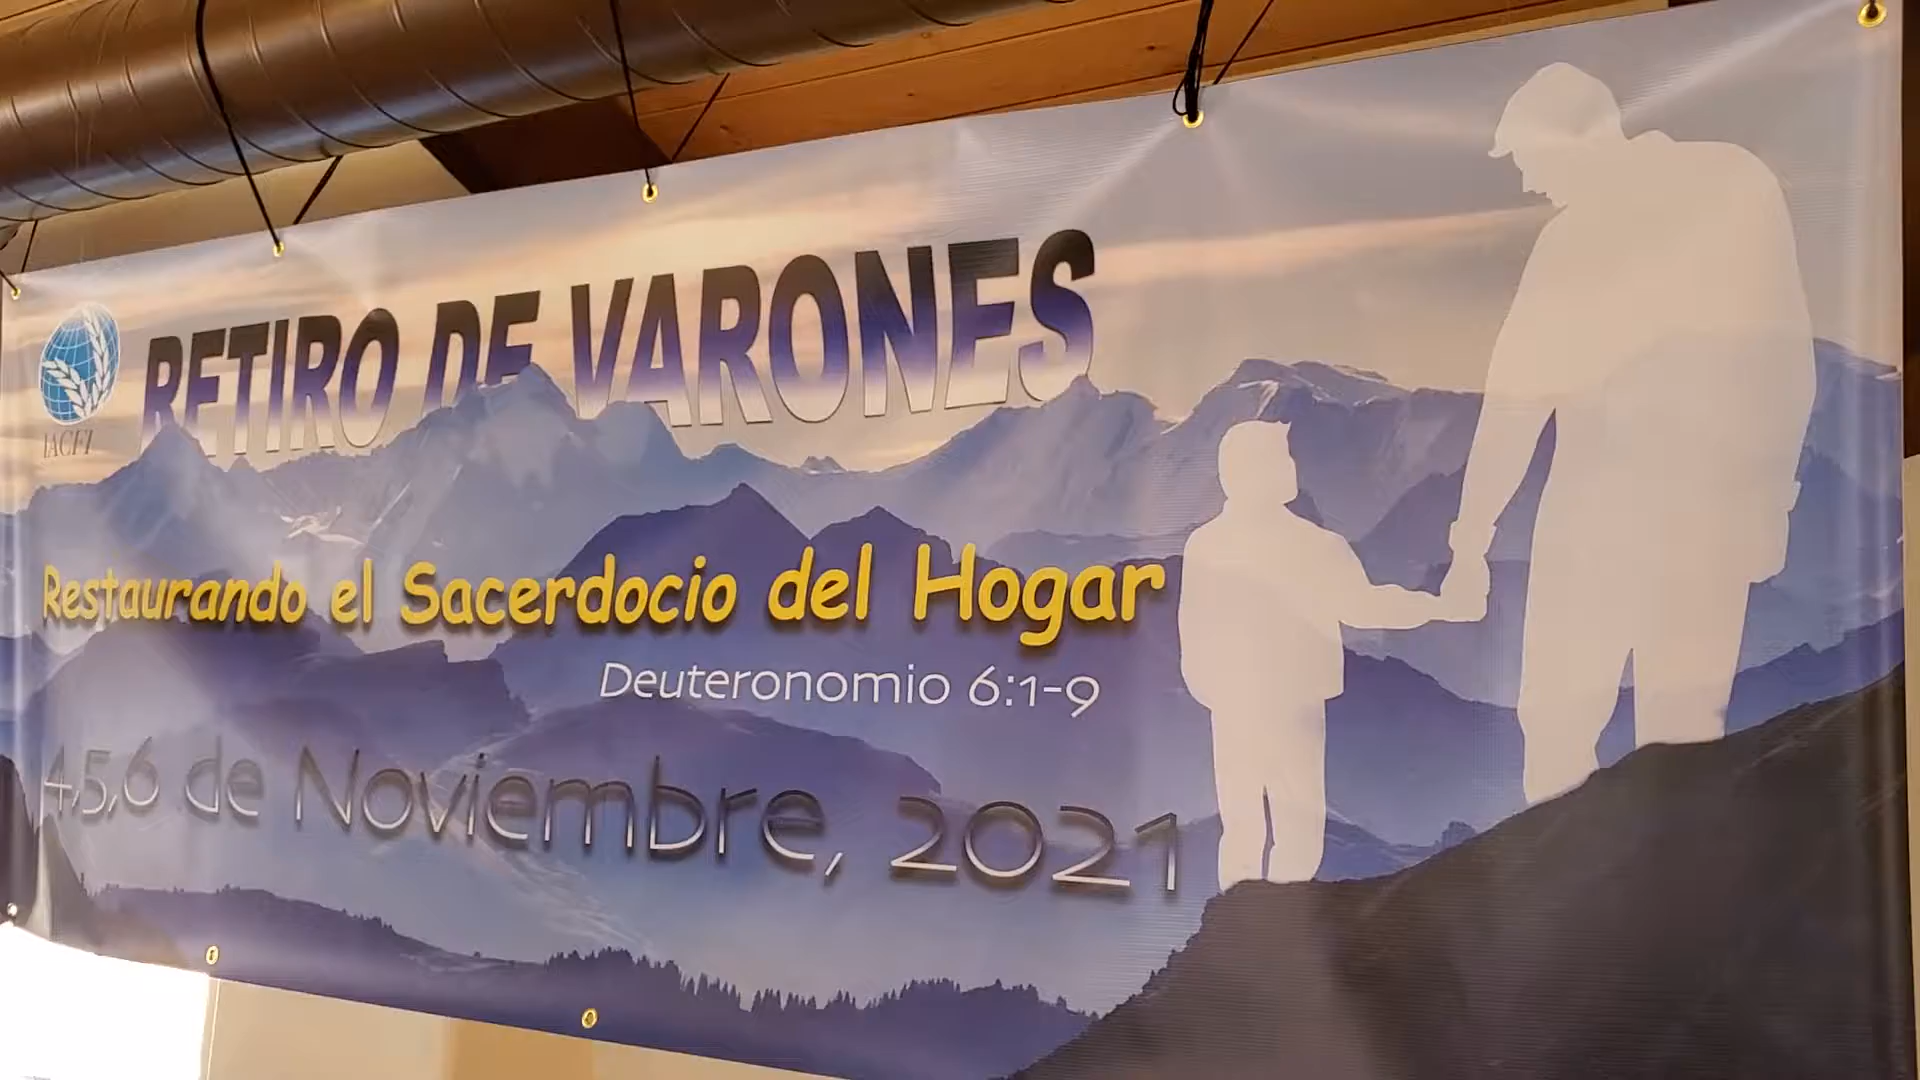 RETIRO DE VARONES
IACFI
Restaurando el Sacerdocio del Hogar
Deuteronomio 6:1-9
4,5,6 de Noviembre, 2021